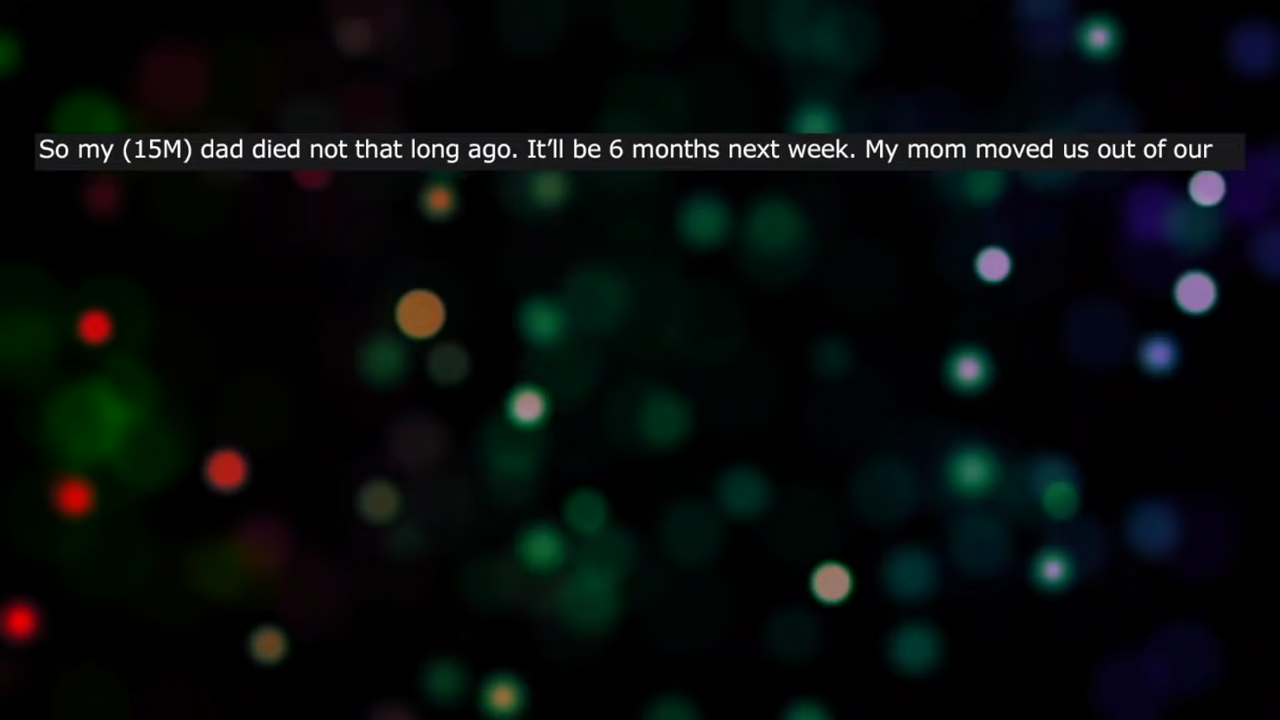 So my (15M) dad died not that long ago. It’ll be 6 months next week. My mom moved us out of our